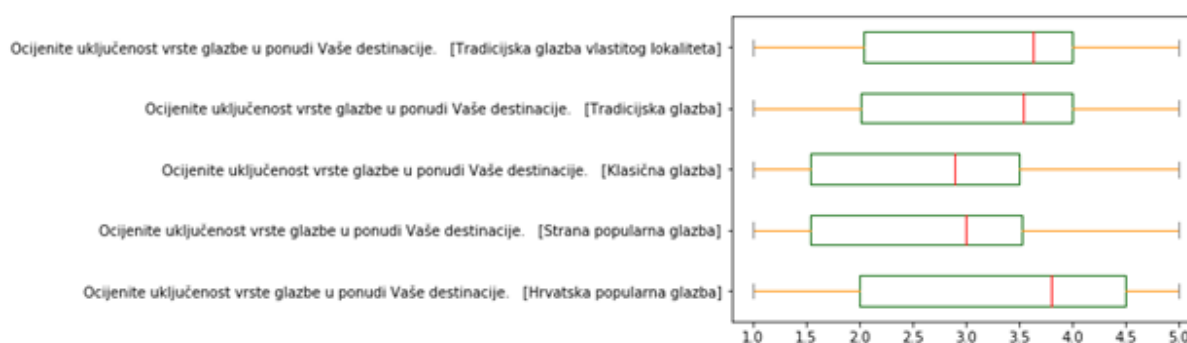 Ocijenite uključenost vrste glazbe u ponudi Vaše destinacije. [Tradicijska glazba vlastitog lokaliteta]
Ocijenite uključenost vrste glazbe u ponudi Vaše destinacije. [Tradicijska glazba]
Ocijenite uključenost vrste glazbe u ponudi Vaše destinacije. [Klasična glazba]
Ocijenite uključenost vrste glazbe u ponudi Vaše destinacije. [Strana popularna glazba]
Ocijenite uključenost vrste glazbe u ponudi Vaše destinacije. [Hrvatska popularna glazba]
1.0 1.5 2.0 2.5 3.0 3.5 4.0 4.5 5.0